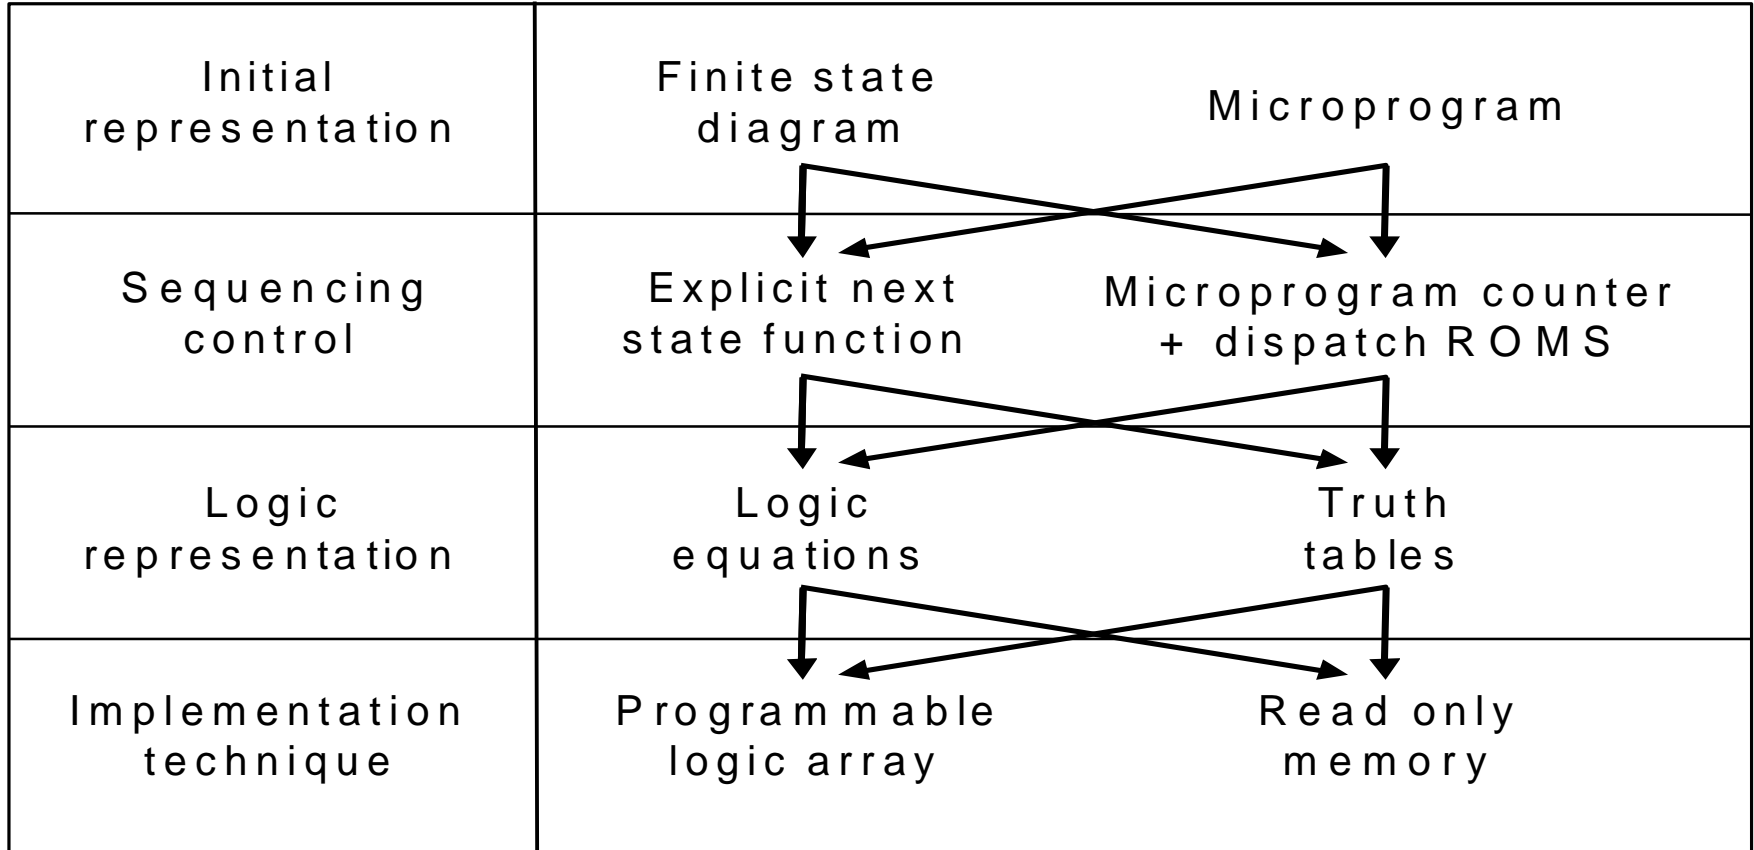 Initial
representation
Finite state
diagram
Microprogram
Sequencing
control
Explicit next
state function
Microprogram counter
+ dispatch ROMS
Logic
representation
Logic
equations
Truth
tables
Implementation
technique
Programmable
logic array
Read only
memory